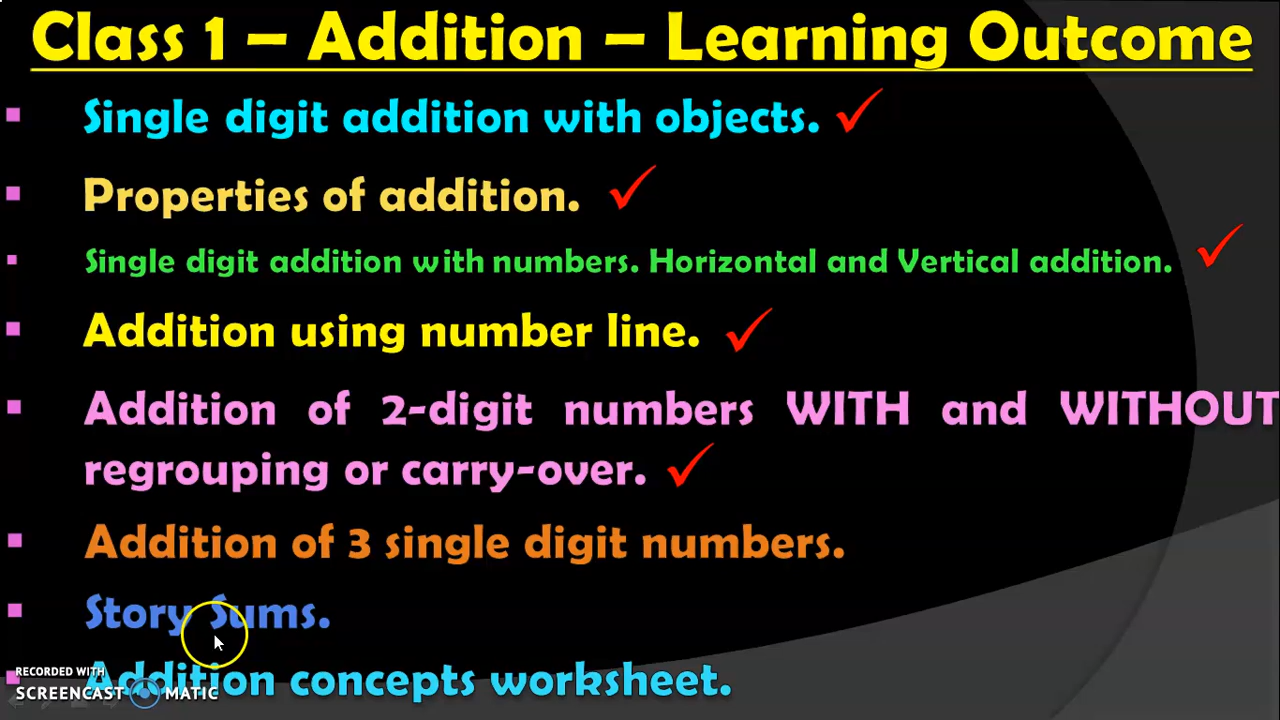 Class 1 – Addition – Learning Outcome
Single digit addition with objects.
Properties of addition.
Single digit addition with numbers. Horizontal and Vertical addition.
Addition using number line.
Addition of 2-digit numbers WITH and WITHOUT
regrouping or carry-over.
Addition of 3 single digit numbers.
Story Sums.
Addition concepts worksheet.
RECORDED WITH
SCREENCAST MATIC